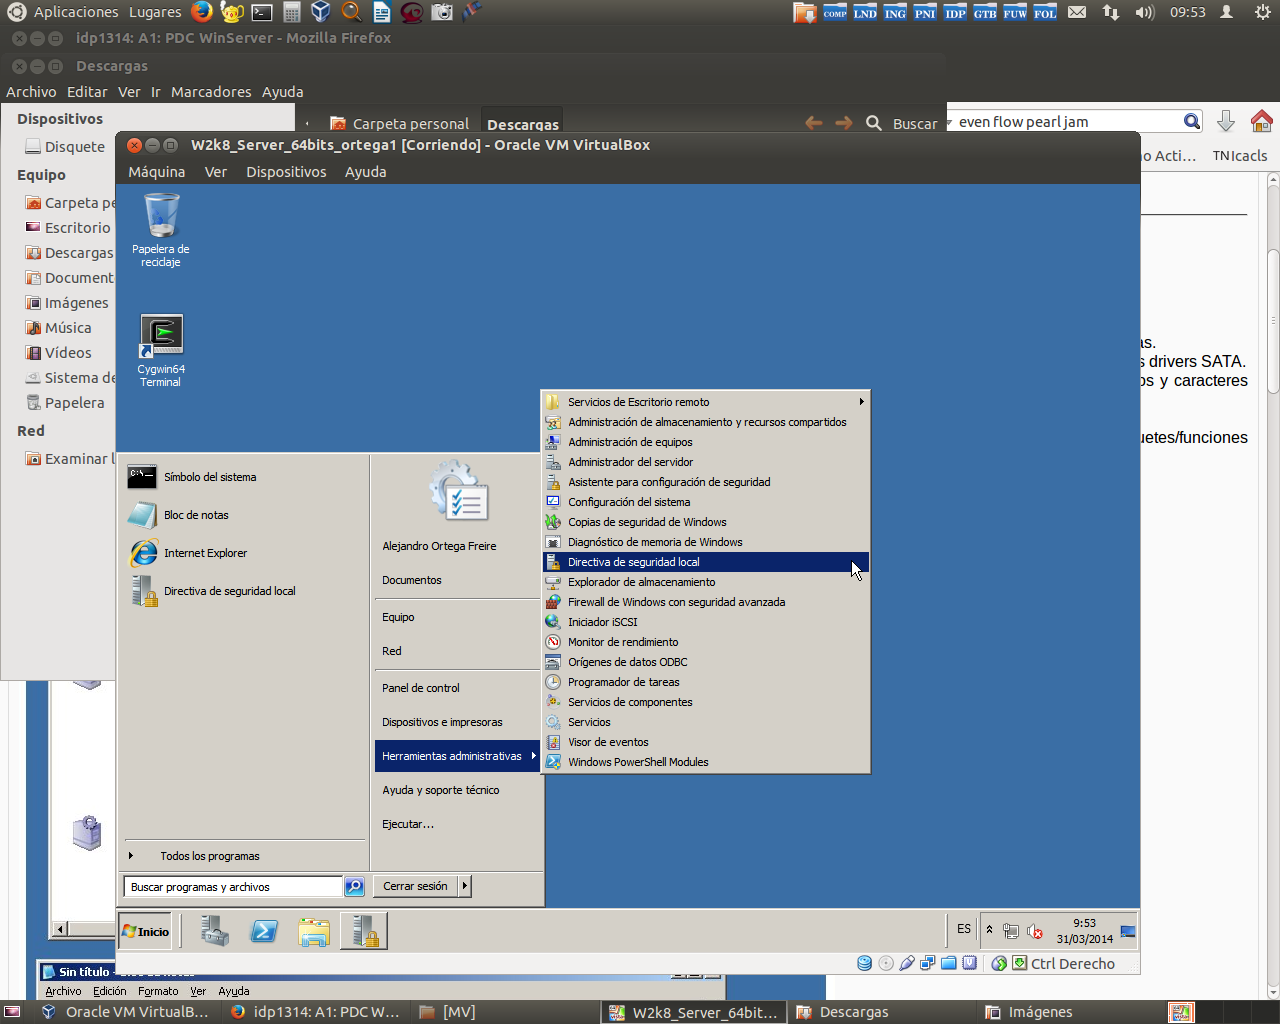 Aplicaciones Lugares COMP LND ING PNI IDP GTB FUW FOL 09:53
idp1314: A1: PDC WinServer - Mozilla Firefox
Descargas
Archivo Editar Ver Ir Marcadores Ayuda
Dispositivos
Disquete
Equipo
Carpeta pe
Escritorio
Descargas
Document
Imágenes
Música
Vídeos
Sistema de
Papelera
Red
Examinar l
Carpeta personal Descargas Buscar
even flow pearl jam
no Acti... TN Icacls
as.
s drivers SATA.
os y caracteres
uetes/funciones
W2k8_Server_64bits_ortega1 [Corriendo] - Oracle VM VirtualBox
Máquina Ver Dispositivos Ayuda
Papelera de
reciclaje
Cygwin64
Terminal
Símbolo del sistema
Bloc de notas
Internet Explorer
Directiva de seguridad local
Todos los programas
Buscar programas y archivos
Alejandro Ortega Freire
Documentos
Equipo
Red
Panel de control
Dispositivos e impresoras
Herramientas administrativas
Ayuda y soporte técnico
Ejecutar...
Cerrar sesión
Servicios de Escritorio remoto
Administración de almacenamiento y recursos compartidos
Administración de equipos
Administrador del servidor
Asistente para configuración de seguridad
Configuración del sistema
Copias de seguridad de Windows
Diagnóstico de memoria de Windows
Directiva de seguridad local
Explorador de almacenamiento
Firewall de Windows con seguridad avanzada
Iniciador iSCSI
Monitor de rendimiento
Orígenes de datos ODBC
Programador de tareas
Servicios de componentes
Servicios
Visor de eventos
Windows PowerShell Modules
Inicio ES 9:53
31/03/2014
Ctrl Derecho
Sin título -
Archivo Edición Formato Ver Ayuda
Oracle VM VirtualB... idp1314: A1: PDC W... [MV] W2k8_Server_64bit... Descargas Imágenes